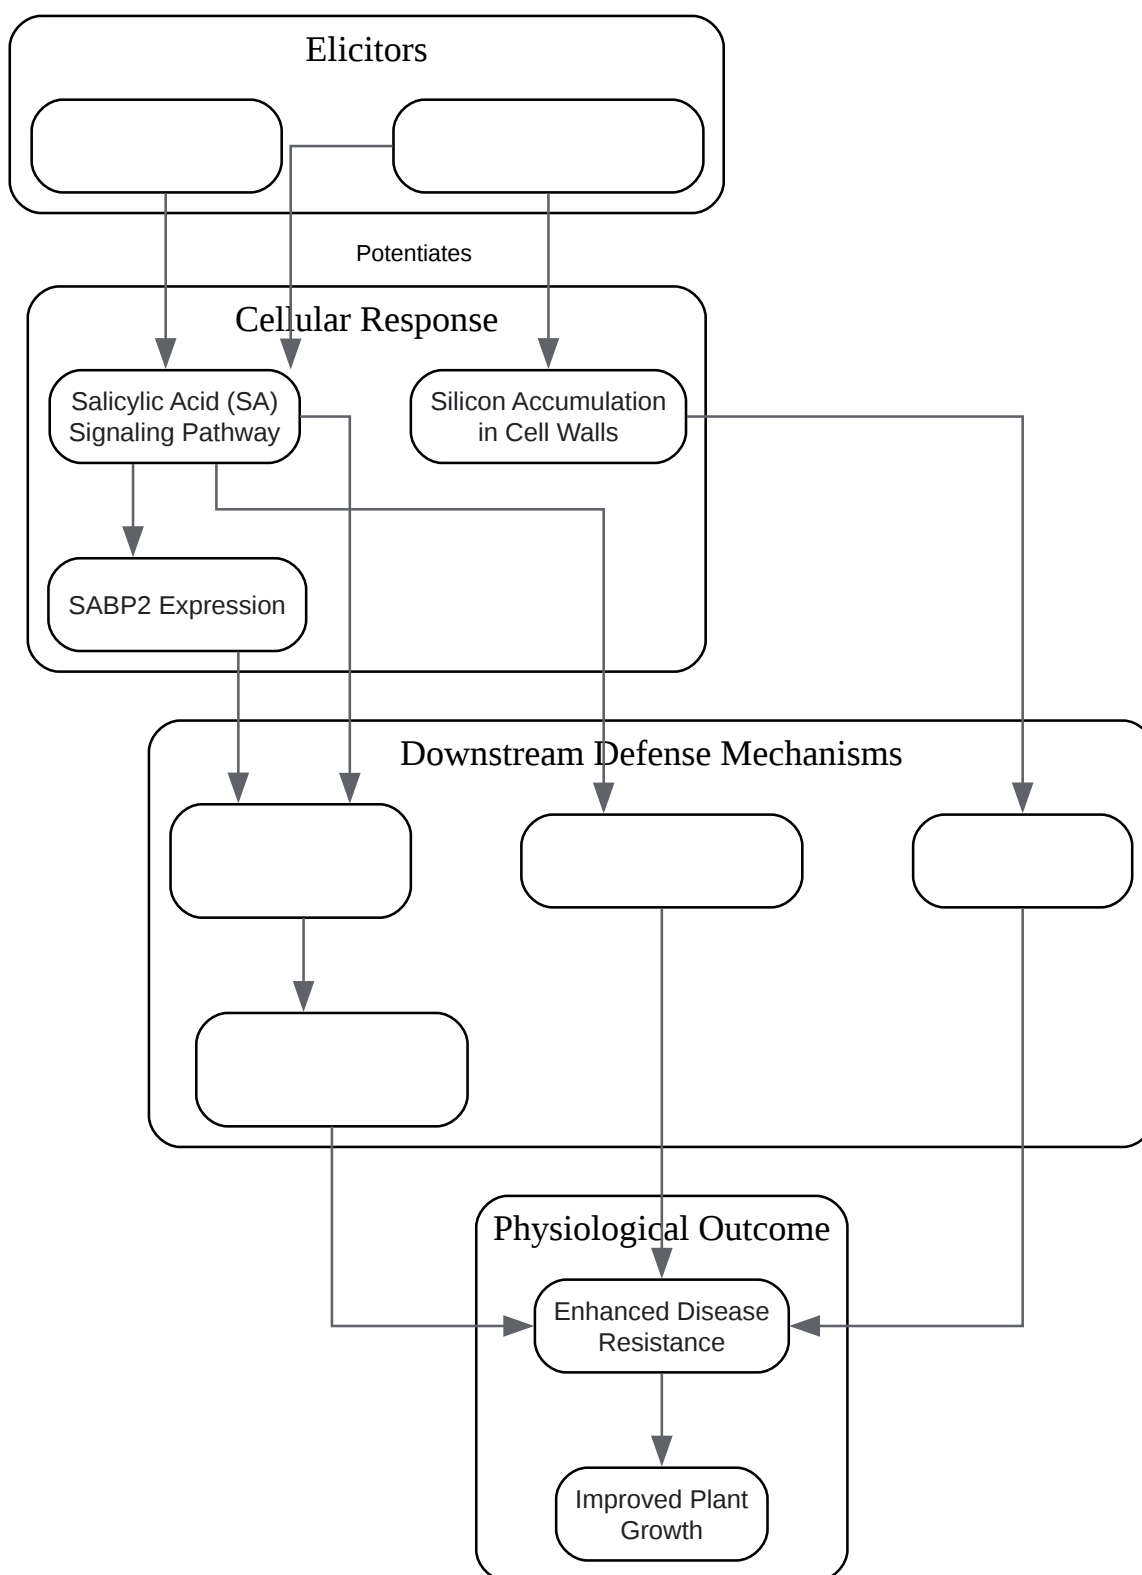 Elicitors
Potentiates
Cellular Response
Salicylic Acid (SA)
Signaling Pathway
Silicon Accumulation
in Cell Walls
SABP2 Expression
Downstream Defense Mechanisms
Physiological Outcome
Enhanced Disease
Resistance
Improved Plant
Growth